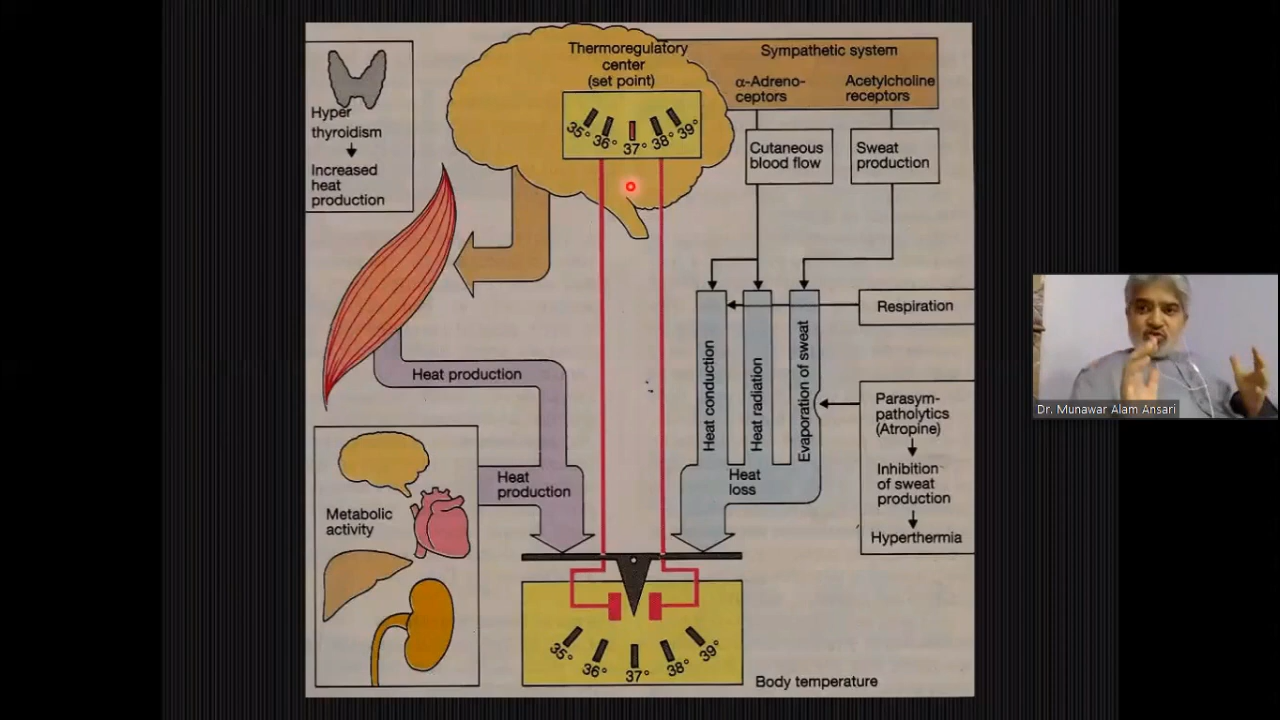 Hyper
thyroidism
Increased
heat
production
Thermoregulatory
center
(set point)
35° 36° 37° 38° 39°
Sympathetic system
α-Adreno-
ceptors
Acetylcholine
receptors
Cutaneous
blood flow
Sweat
production
Heat production
Heat
production
Metabolic
activity
Heat conduction
Heat radiation
Evaporation of sweat
Heat
loss
Respiration
Parasym-
patholytics
(Atropine)
Inhibition
of sweat
production
Hyperthermia
35° 36° 37° 38° 39°
Body temperature
Dr. Munawar Alam Ansari